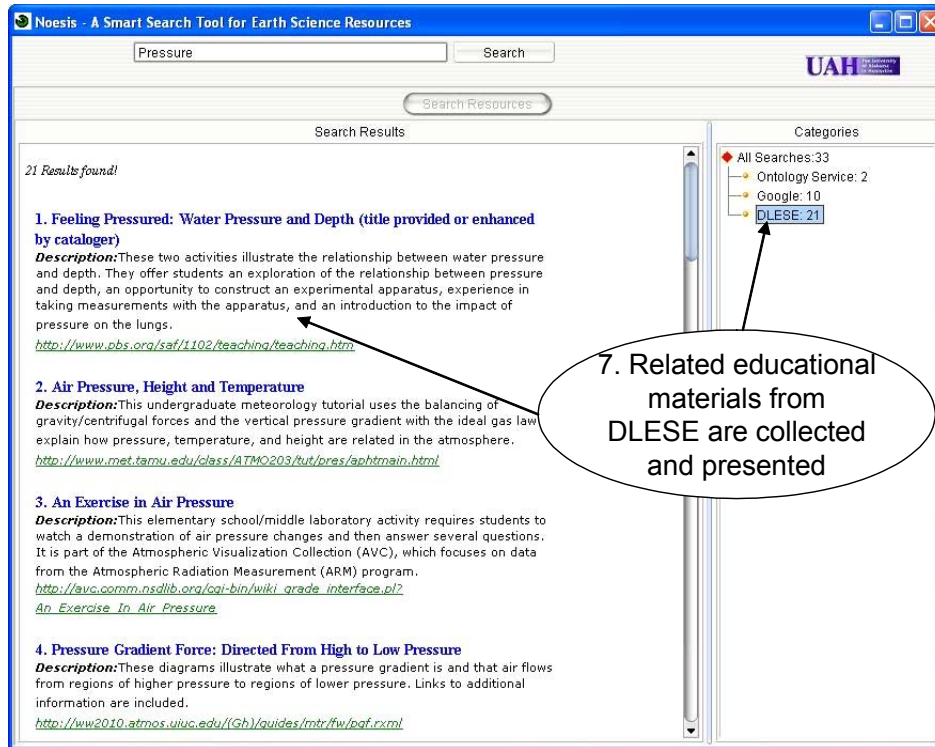 Noesis - A Smart Search Tool for Earth Science Resources
Pressure
Search
UAH
Search Resources
Search Results
21 Results found!
1. Feeling Pressured: Water Pressure and Depth (title provided or enhanced
by cataloger)
Description:These two activities illustrate the relationship between water pressure
and depth. They offer students an exploration of the relationship between pressure
and depth, an opportunity to construct an experimental apparatus, experience in
taking measurements with the apparatus, and an introduction to the impact of
pressure on the lungs.
http://www.pbs.org/saf/1102/teaching/teaching.htm
2. Air Pressure, Height and Temperature
Description:This undergraduate meteorology tutorial uses the balancing of
gravity/centrifugal forces and the vertical pressure gradient with the ideal gas law
explain how pressure, temperature, and height are related in the atmosphere.
http://www.met.tamu.edu/class/ATMO203/tut/pres/aphtmain.html
3. An Exercise in Air Pressure
Description:This elementary school/middle laboratory activity requires students to
watch a demonstration of air pressure changes and then answer several questions.
It is part of the Atmospheric Visualization Collection (AVC), which focuses on data
from the Atmospheric Radiation Measurement (ARM) program.
http://avc.comm.nsdlib.org/cgi-bin/wiki_grade_interface.pl?
An_Exercise_In_Air_Pressure
4. Pressure Gradient Force: Directed From High to Low Pressure
Description:These diagrams illustrate what a pressure gradient is and that air flows
from regions of higher pressure to regions of lower pressure. Links to additional
information are included.
http://ww2010.atmos.uiuc.edu/(Gh)/guides/mtr/fw/pgf.rxml
Categories
All Searches:33
Ontology Service: 2
Google: 10
DLESE: 21
7. Related educational
materials from
DLESE are collected
and presented